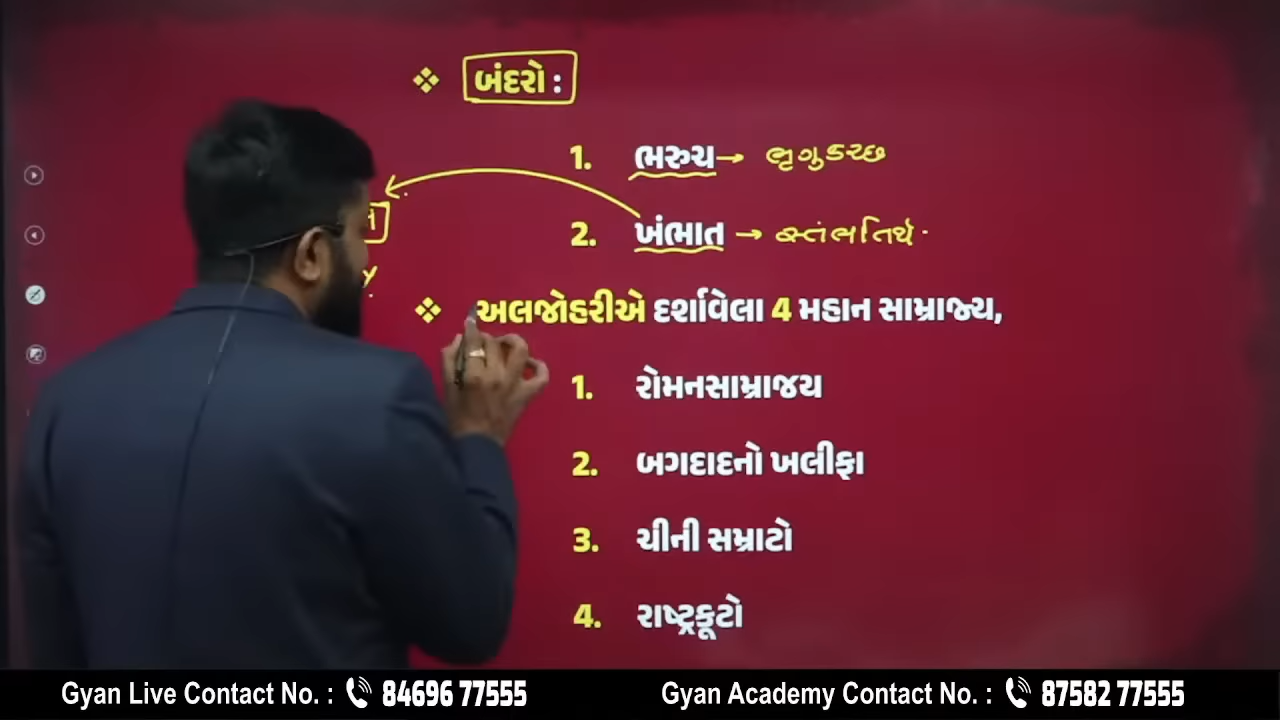 ❖ બંદરો :
1. ભરુચ → ભૃગુકચ્છ
2. ખંભાત → સ્તંભતિર્થ
❖ અલજોહરીએ દર્શાવેલા 4 મહાન સામ્રાજ્ય,
1. રોમનસામ્રાજય
2. બગદાદનો ખલીફા
3. ચીની સમ્રાટો
4. રાષ્ટ્રકૂટો
Gyan Live Contact No. : 84696 77555 Gyan Academy Contact No. : 87582 77555